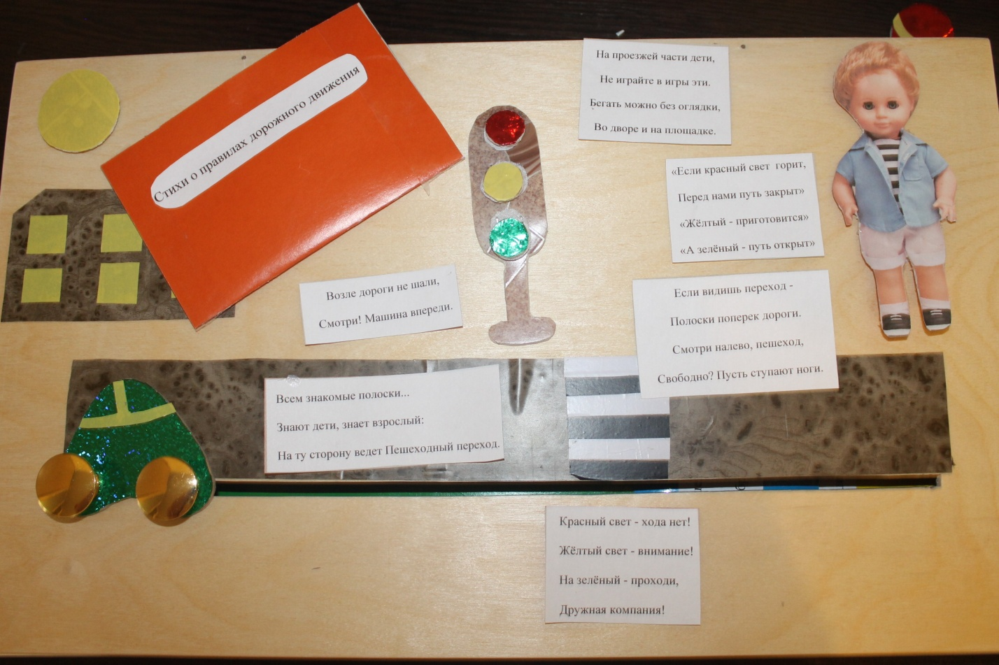 Стихи о правилах дорожного движения
На проезжей части дети,
Не играйте в игры эти.
Бегать можно без оглядки,
Во дворе и на площадке.
«Если красный свет горит,
Перед нами путь закрыт»
«Жёлтый - приготовится»
«А зелёный - путь открыт»
Возле дороги не шали,
Смотри! Машина впереди.
Если видишь переход -
Полоски поперек дороги.
Смотри налево, пешеход,
Свободно? Пусть ступают ноги.
Всем знакомые полоски...
Знают дети, знает взрослый:
На ту сторону ведет Пешеходный переход.
Красный свет - хода нет!
Жёлтый свет - внимание!
На зелёный - проходи,
Дружная компания!